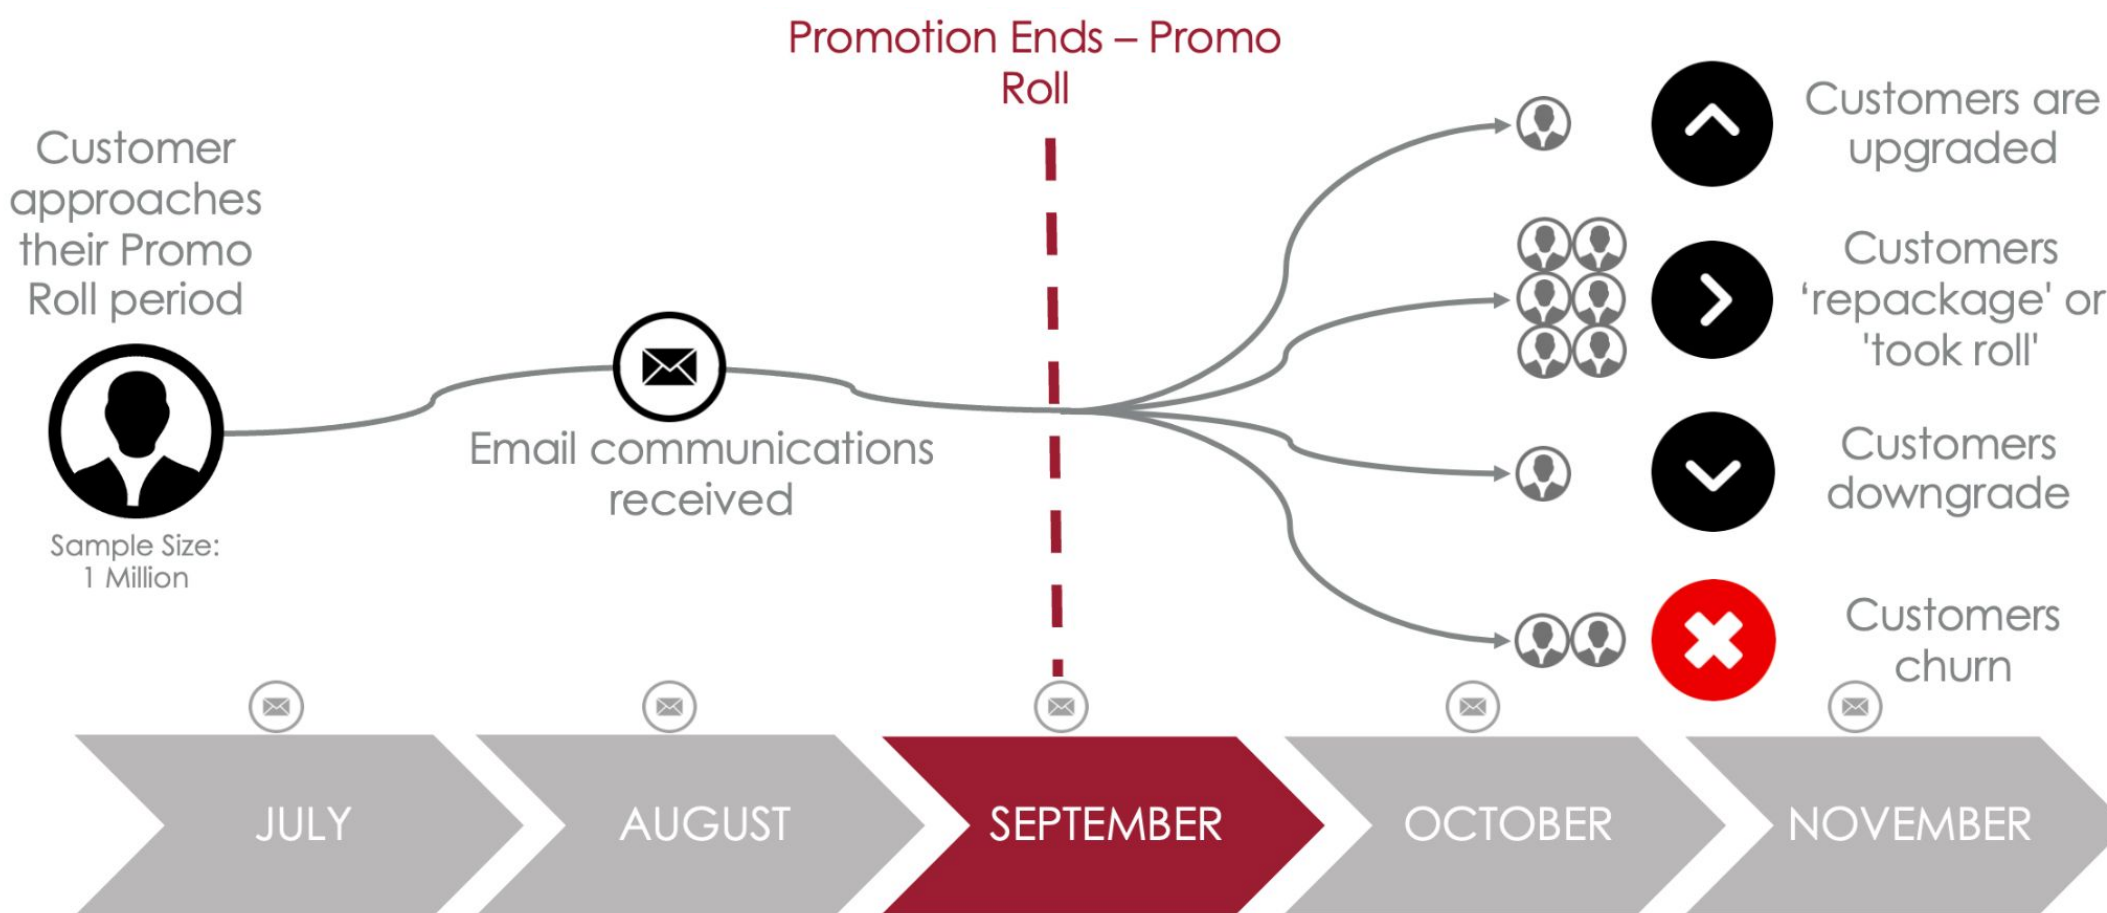 Promotion Ends – Promo
Roll
Customer
approaches
their Promo
Roll period
Sample Size:
1 Million
Email communications
received
Customers are
upgraded
Customers
‘repackage' or
'took roll'
Customers
downgrade
Customers
churn
JULY
AUGUST
SEPTEMBER
OCTOBER
NOVEMBER